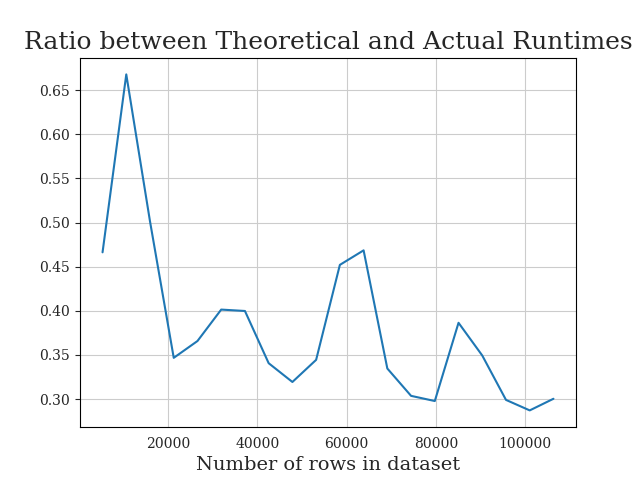 Ratio between Theoretical and Actual Runtimes
0.65
0.60
0.55
0.50
0.45
0.40
0.35
0.30
20000 40000 60000 80000 100000
Number of rows in dataset